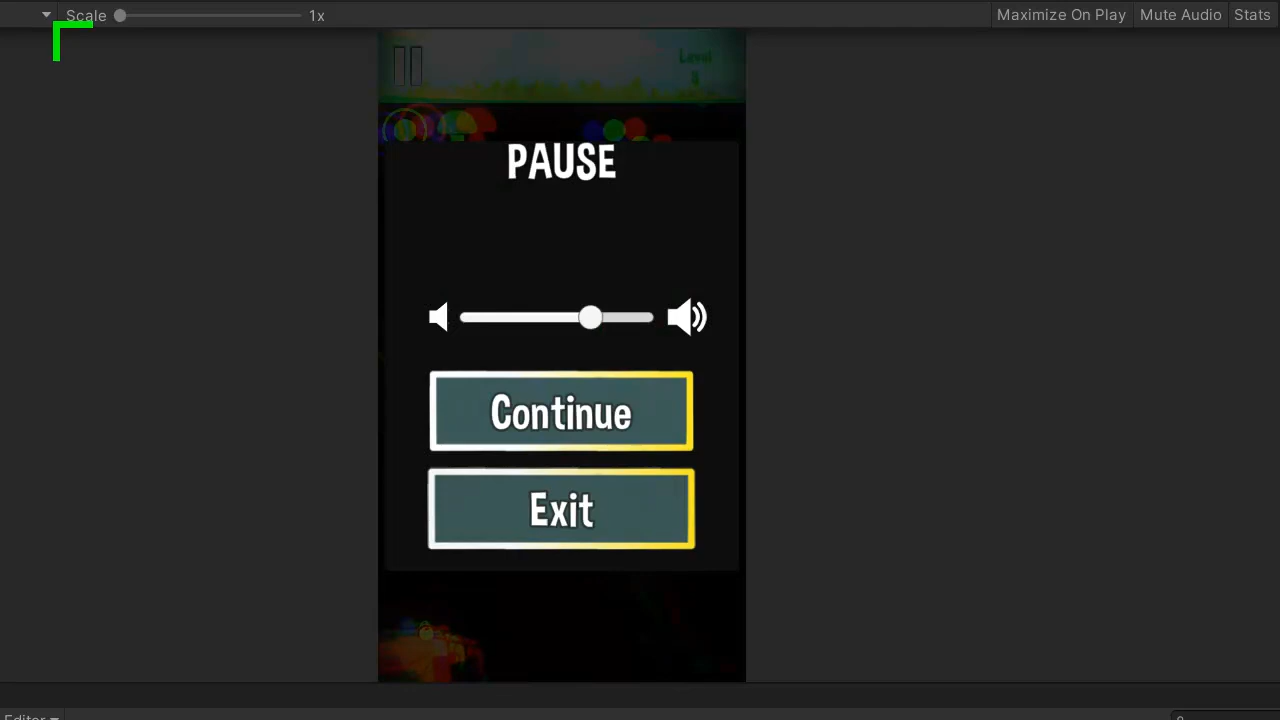 Scale 1x Maximize On Play Mute Audio Stats
Level
PAUSE
Continue
Exit
Editor